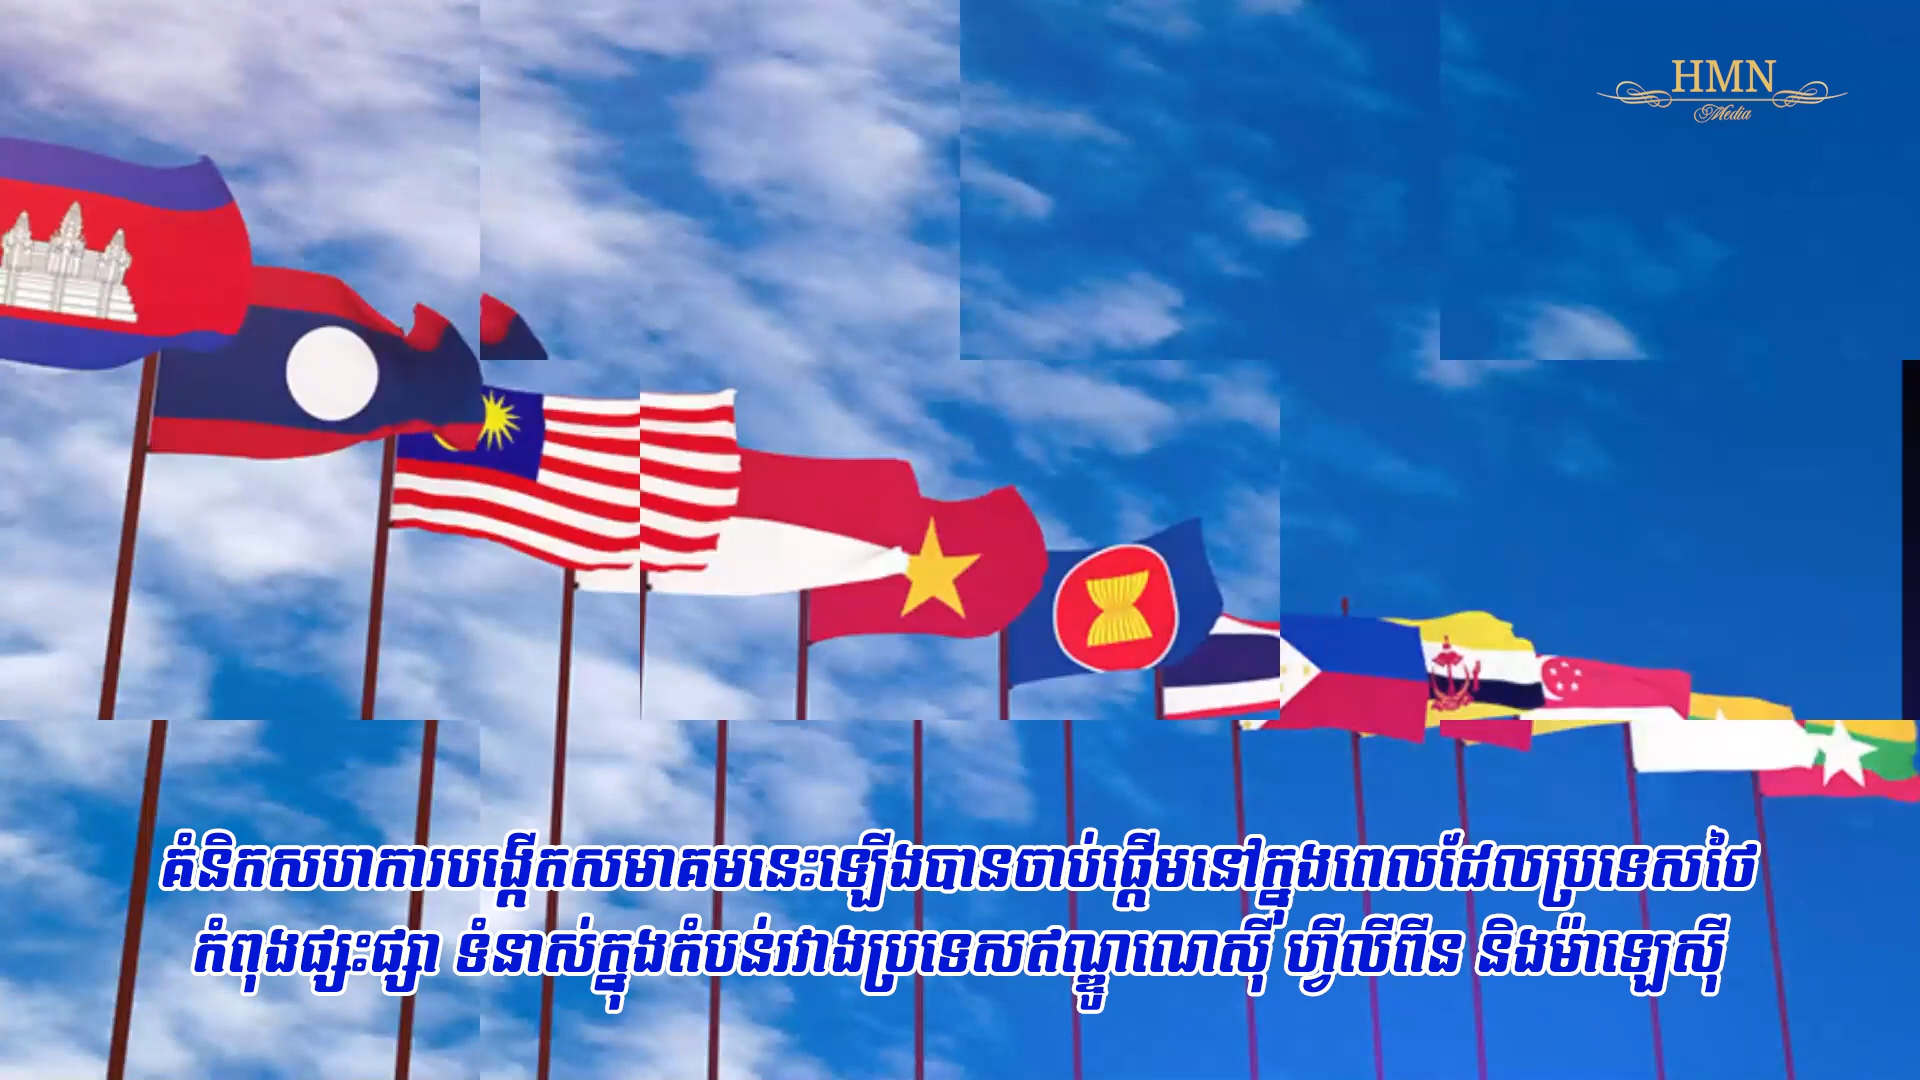 HMN
Media
គំនិតសហការបង្កើតសមាគមនេះឡើងបានចាប់ផ្ដើមនៅក្នុងពេលដែលប្រទេសថៃ
កំពុងផ្សះផ្សា ទំនាស់ក្នុងតំបន់រវាងប្រទេសឥណ្ឌូណេស៊ី ហ្វីលីពីន និងម៉ាឡេស៊ី